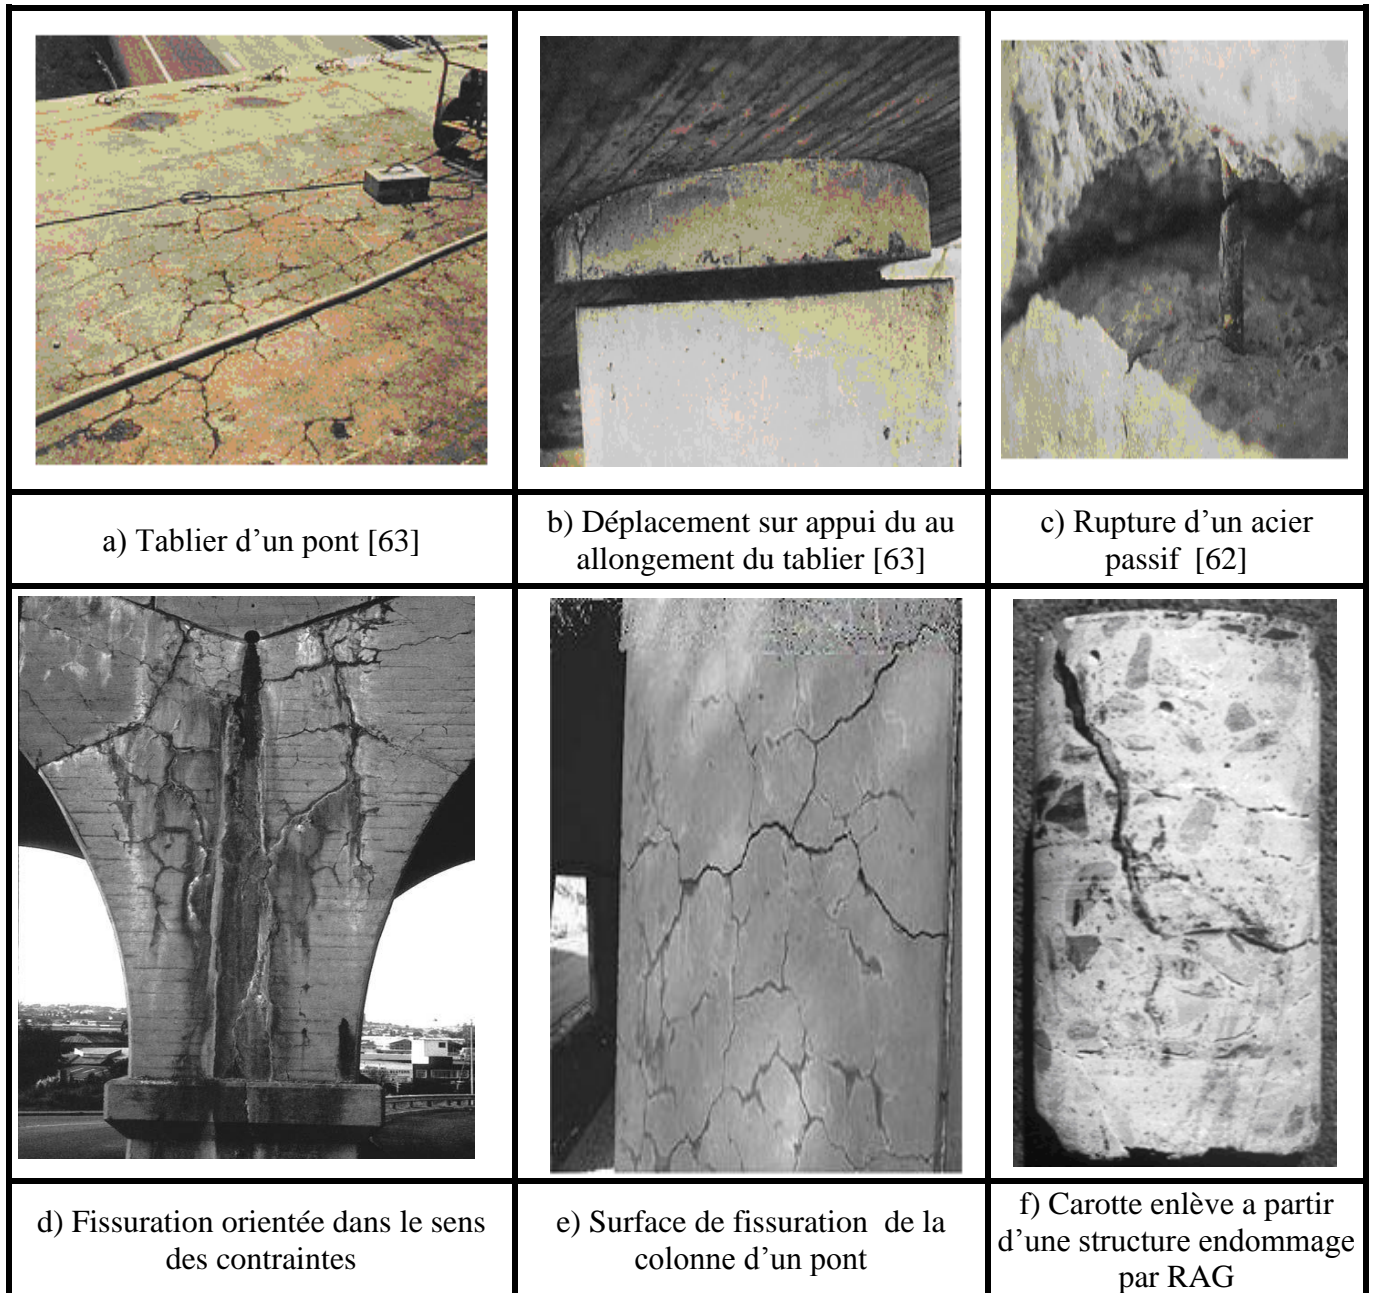 a) Tablier d’un pont [63]
b) Déplacement sur appui du au
allongement du tablier [63]
c) Rupture d’un acier
passif [62]
d) Fissuration orientée dans le sens
des contraintes
e) Surface de fissuration de la
colonne d’un pont
f) Carotte enlève a partir
d’une structure endommage
par RAG